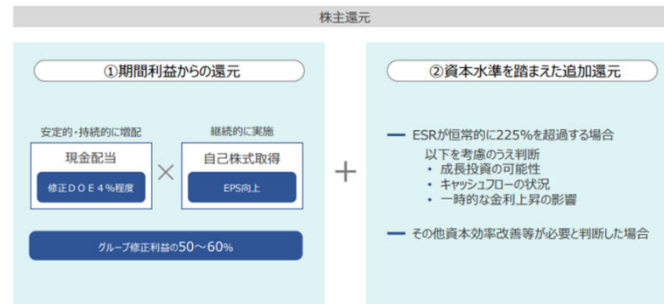 株主還元
①期間利益からの還元
安定的・持続的に増配
継続的に実施
現金配当
×
自己株式取得
修正DOE4%程度
EPS向上
グループ修正利益の50~60%
+
②資本水準を踏まえた追加還元
ー ESRが恒常的に225%を超過する場合
以下を考慮のうえ判断
・ 成長投資の可能性
・ キャッシュフローの状況
・ 一時的な金利上昇の影響
ー その他資本効率改善等が必要と判断した場合